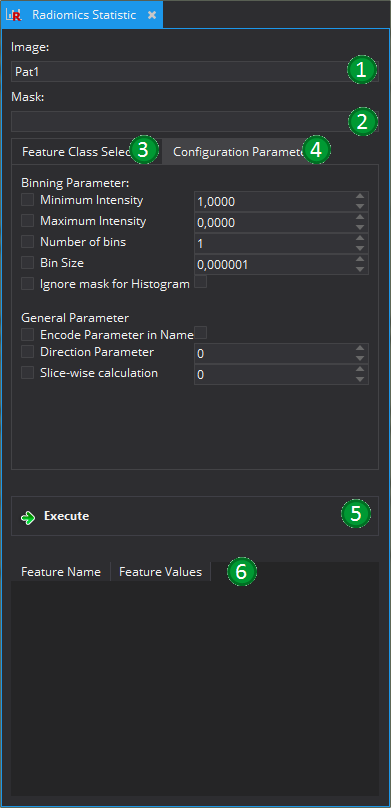 Radiomics Statistic ×
Image:
Pat1 1
Mask:
2
Feature Class Selec 3 Configuration Paramete 4
Binning Parameter:
Minimum Intensity 1,0000
Maximum Intensity 0,0000
Number of bins 1
Bin Size 0,000001
Ignore mask for Histogram
General Parameter
Encode Parameter in Name
Direction Parameter 0
Slice-wise calculation 0
Execute 5
Feature Name Feature Values 6